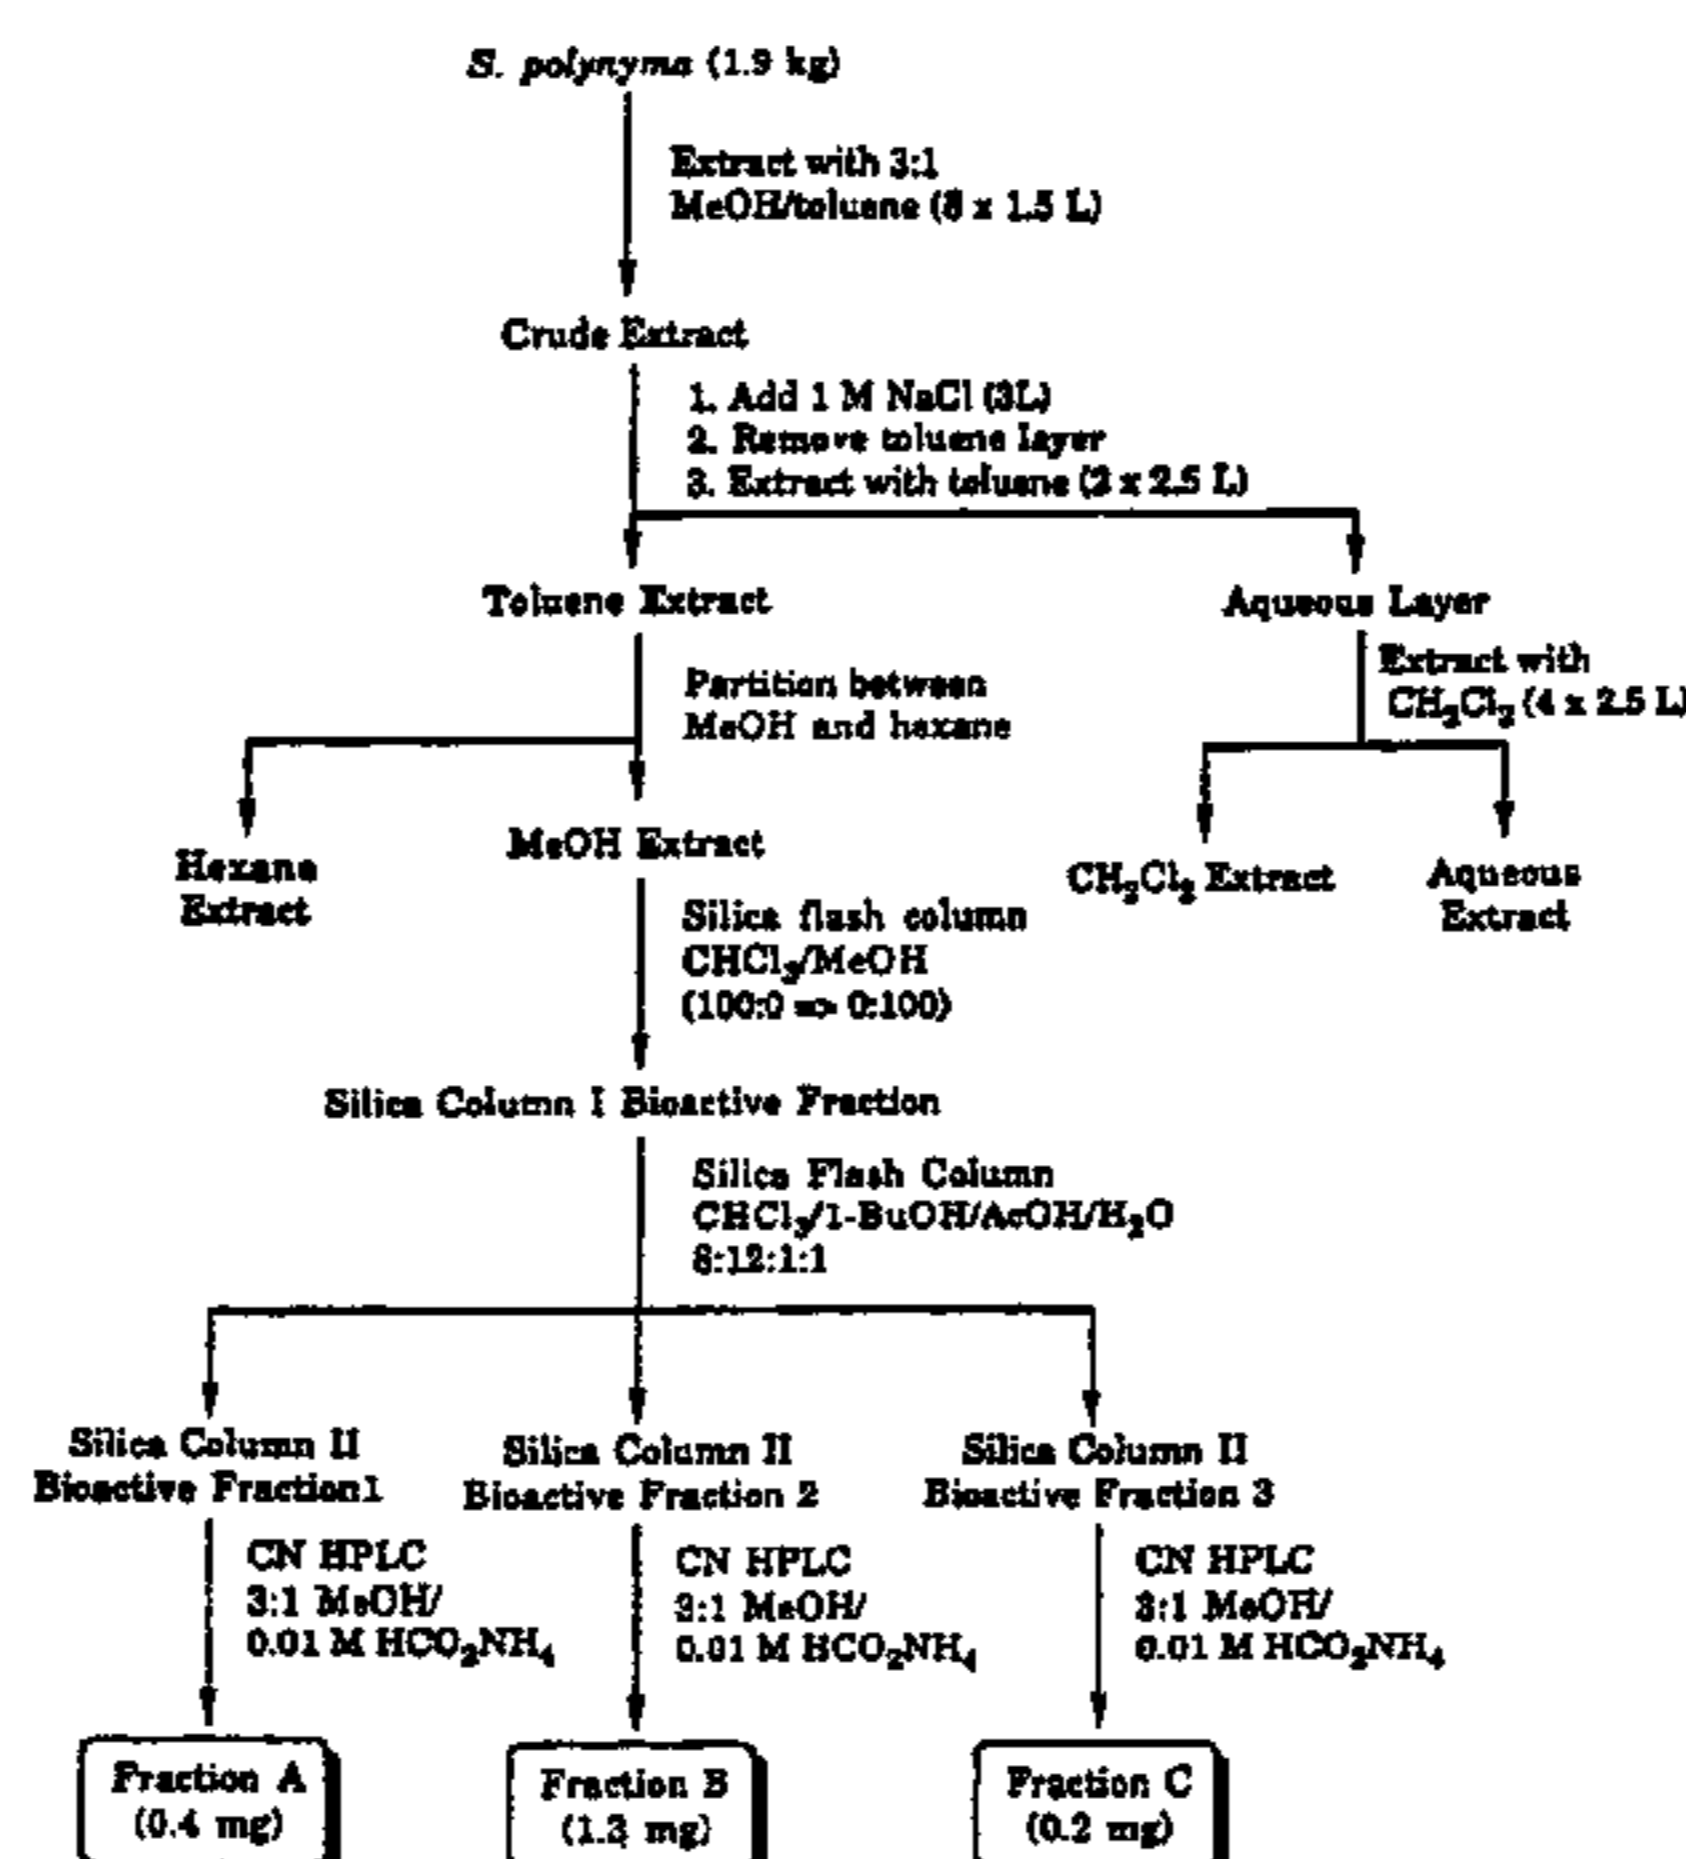 S. polynyma (1.9 kg)
Extract with 3:1
MeOH/toluene (8 x 1.5 L)
Crude Extract
1. Add 1 M NaCl (3L)
2. Remove toluene layer
3. Extract with toluene (2 x 2.5 L)
Toluene Extract
Aqueous Layer
Partition between
MeOH and hexane
Extract with
CH₂Cl₂ (4 x 2.5 L)
Hexane
Extract
MeOH Extract
CH₂Cl₂ Extract
Aqueous
Extract
Silica flash column
CHCl₃/MeOH
(100:0 => 0:100)
Silica Column I Bioactive Fraction
Silica Flash Column
CHCl₃/1-BuOH/AcOH/H₂O
8:12:1:1
Silica Column II
Bioactive Fraction1
Silica Column II
Bioactive Fraction 2
Silica Column II
Bioactive Fraction 3
CN HPLC
3:1 MeOH/
0.01 M HCO₂NH₄
CN HPLC
3:1 MeOH/
0.01 M HCO₂NH₄
CN HPLC
3:1 MeOH/
0.01 M HCO₂NH₄
Fraction A
(0.4 mg)
Fraction B
(1.3 mg)
Fraction C
(0.2 mg)